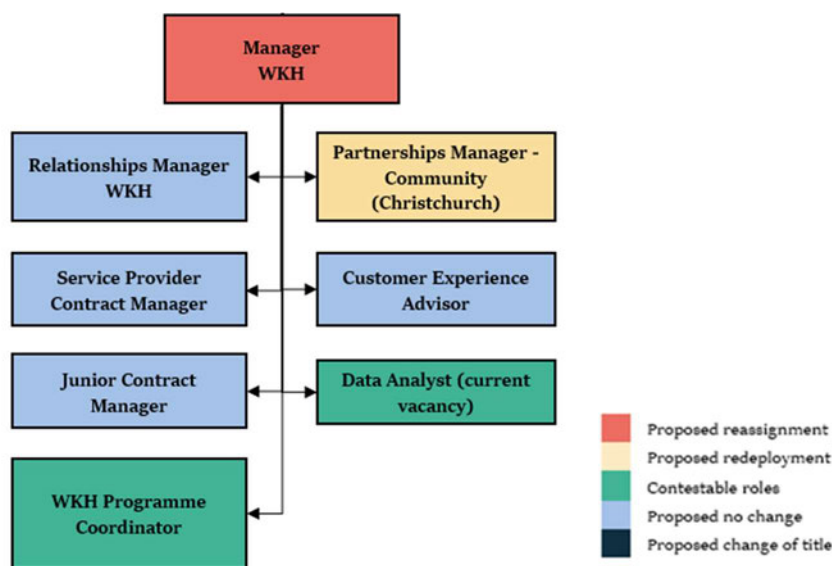 Manager
WKH
Relationships Manager
WKH
Partnerships Manager -
Community
(Christchurch)
Service Provider
Contract Manager
Customer Experience
Advisor
Junior Contract
Manager
Data Analyst (current
vacancy)
WKH Programme
Coordinator
Proposed reassignment
Proposed redeployment
Contestable roles
Proposed no change
Proposed change of title